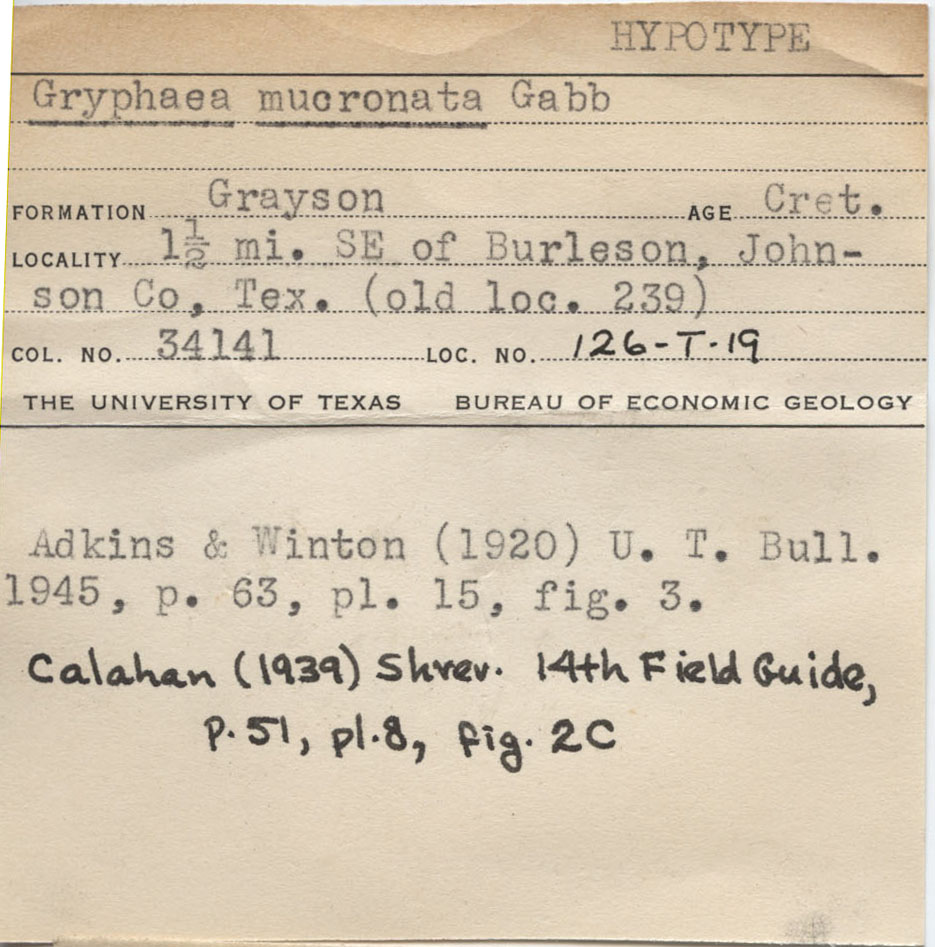 HYPOTYPE
Gryphaea mucronata Gabb
FORMATION Grayson AGE Cret.
LOCALITY 1½ mi. SE of Burleson, John-
son Co, Tex. (old loc. 239)
COL. NO. 34141 LOC. NO. 126-T-19
THE UNIVERSITY OF TEXAS BUREAU OF ECONOMIC GEOLOGY
Adkins & Winton (1920) U. T. Bull.
1945, p. 63, pl. 15, fig. 3.
Calahan (1939) Shrev. 14th Field Guide,
p. 51, pl. 8, fig. 2C